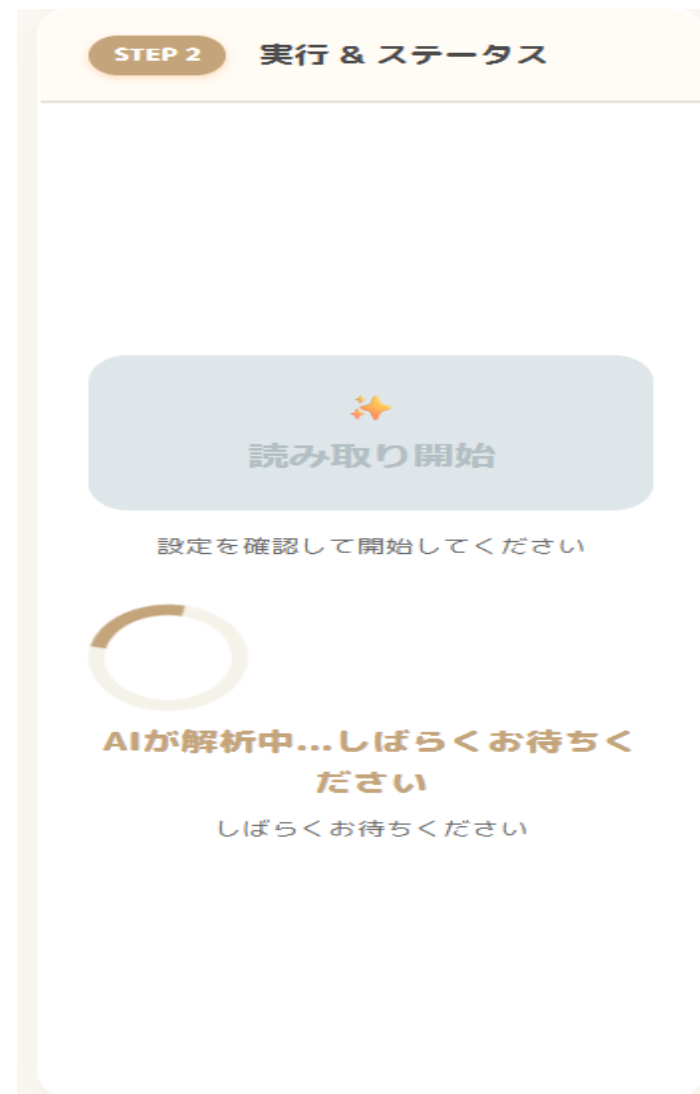 STEP 2 実行 & ステータス
読み取り開始
設定を確認して開始してください
AIが解析中...しばらくお待ちく
ださい
しばらくお待ちください